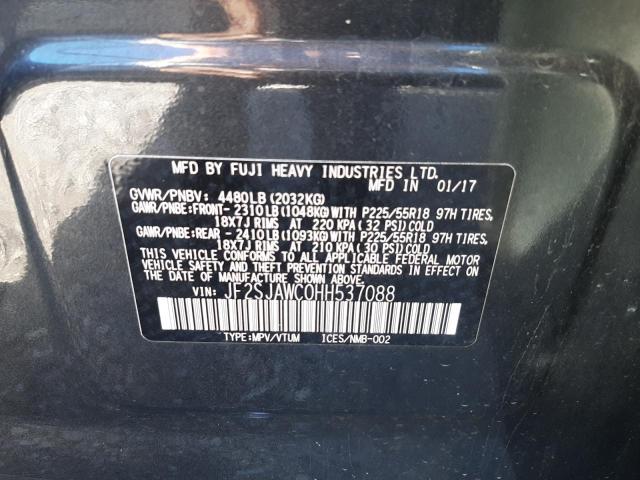 MFD BY FUJI HEAVY INDUSTRIES LTD.
MFD IN 01/17
GVWR/PNBV: 4480LB(2032KG)
GAWR/PNBE:FRONT- 2310LB(1048KG)WITH P225/55R18 97H TIRES,
18X7J RIMS AT 220 KPA(32 PSI)COLD
GAWR/PNBE:REAR - 2410LB(1093KG)WITH P225/55R18 97H TIRES,
18X7J RIMS AT 210 KPA(30 PSI)COLD
THIS VEHICLE CONFORMS TO ALL APPLICABLE FEDERAL MOTOR
VEHICLE SAFETY AND THEFT PREVENTION STANDARDS IN EFFECT ON
THE DATE OF MANUFACTURE SHOWN ABOVE.
VIN: JF2SJAWC0HH537088
TYPE:MPV/VTUM ICES/NMB-002